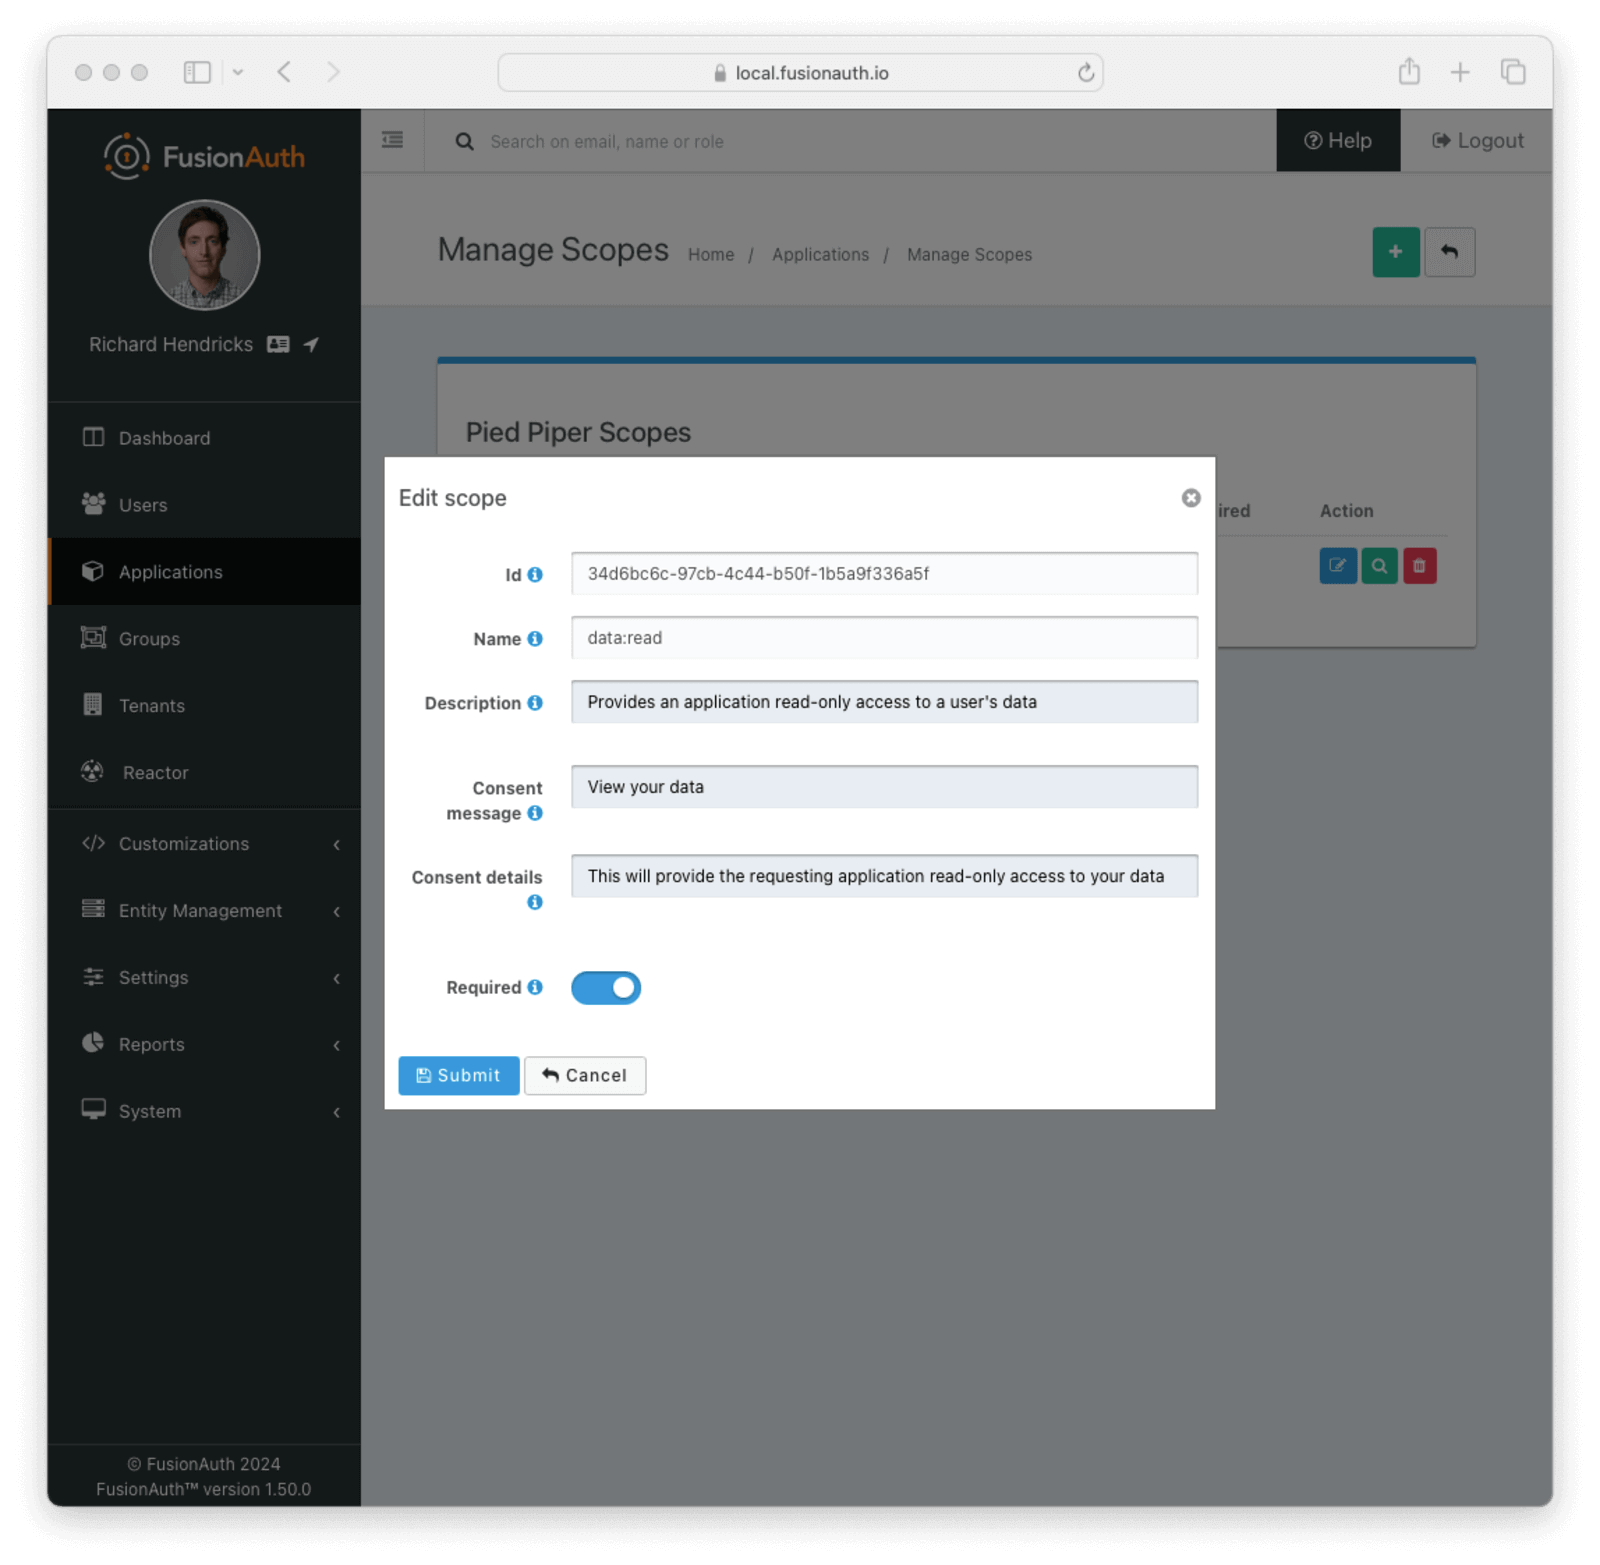 local.fusionauth.io
FusionAuth
Search on email, name or role
Help
Logout
Manage Scopes
Home / Applications / Manage Scopes
Richard Hendricks
Dashboard
Users
Applications
Groups
Tenants
Reactor
Customizations
Entity Management
Settings
Reports
System
© FusionAuth 2024
FusionAuth™ version 1.50.0
Pied Piper Scopes
ired
Action
Edit scope
Id
34d6bc6c-97cb-4c44-b50f-1b5a9f336a5f
Name
data:read
Description
Provides an application read-only access to a user's data
Consent
message
View your data
Consent details
This will provide the requesting application read-only access to your data
Required
Submit
Cancel